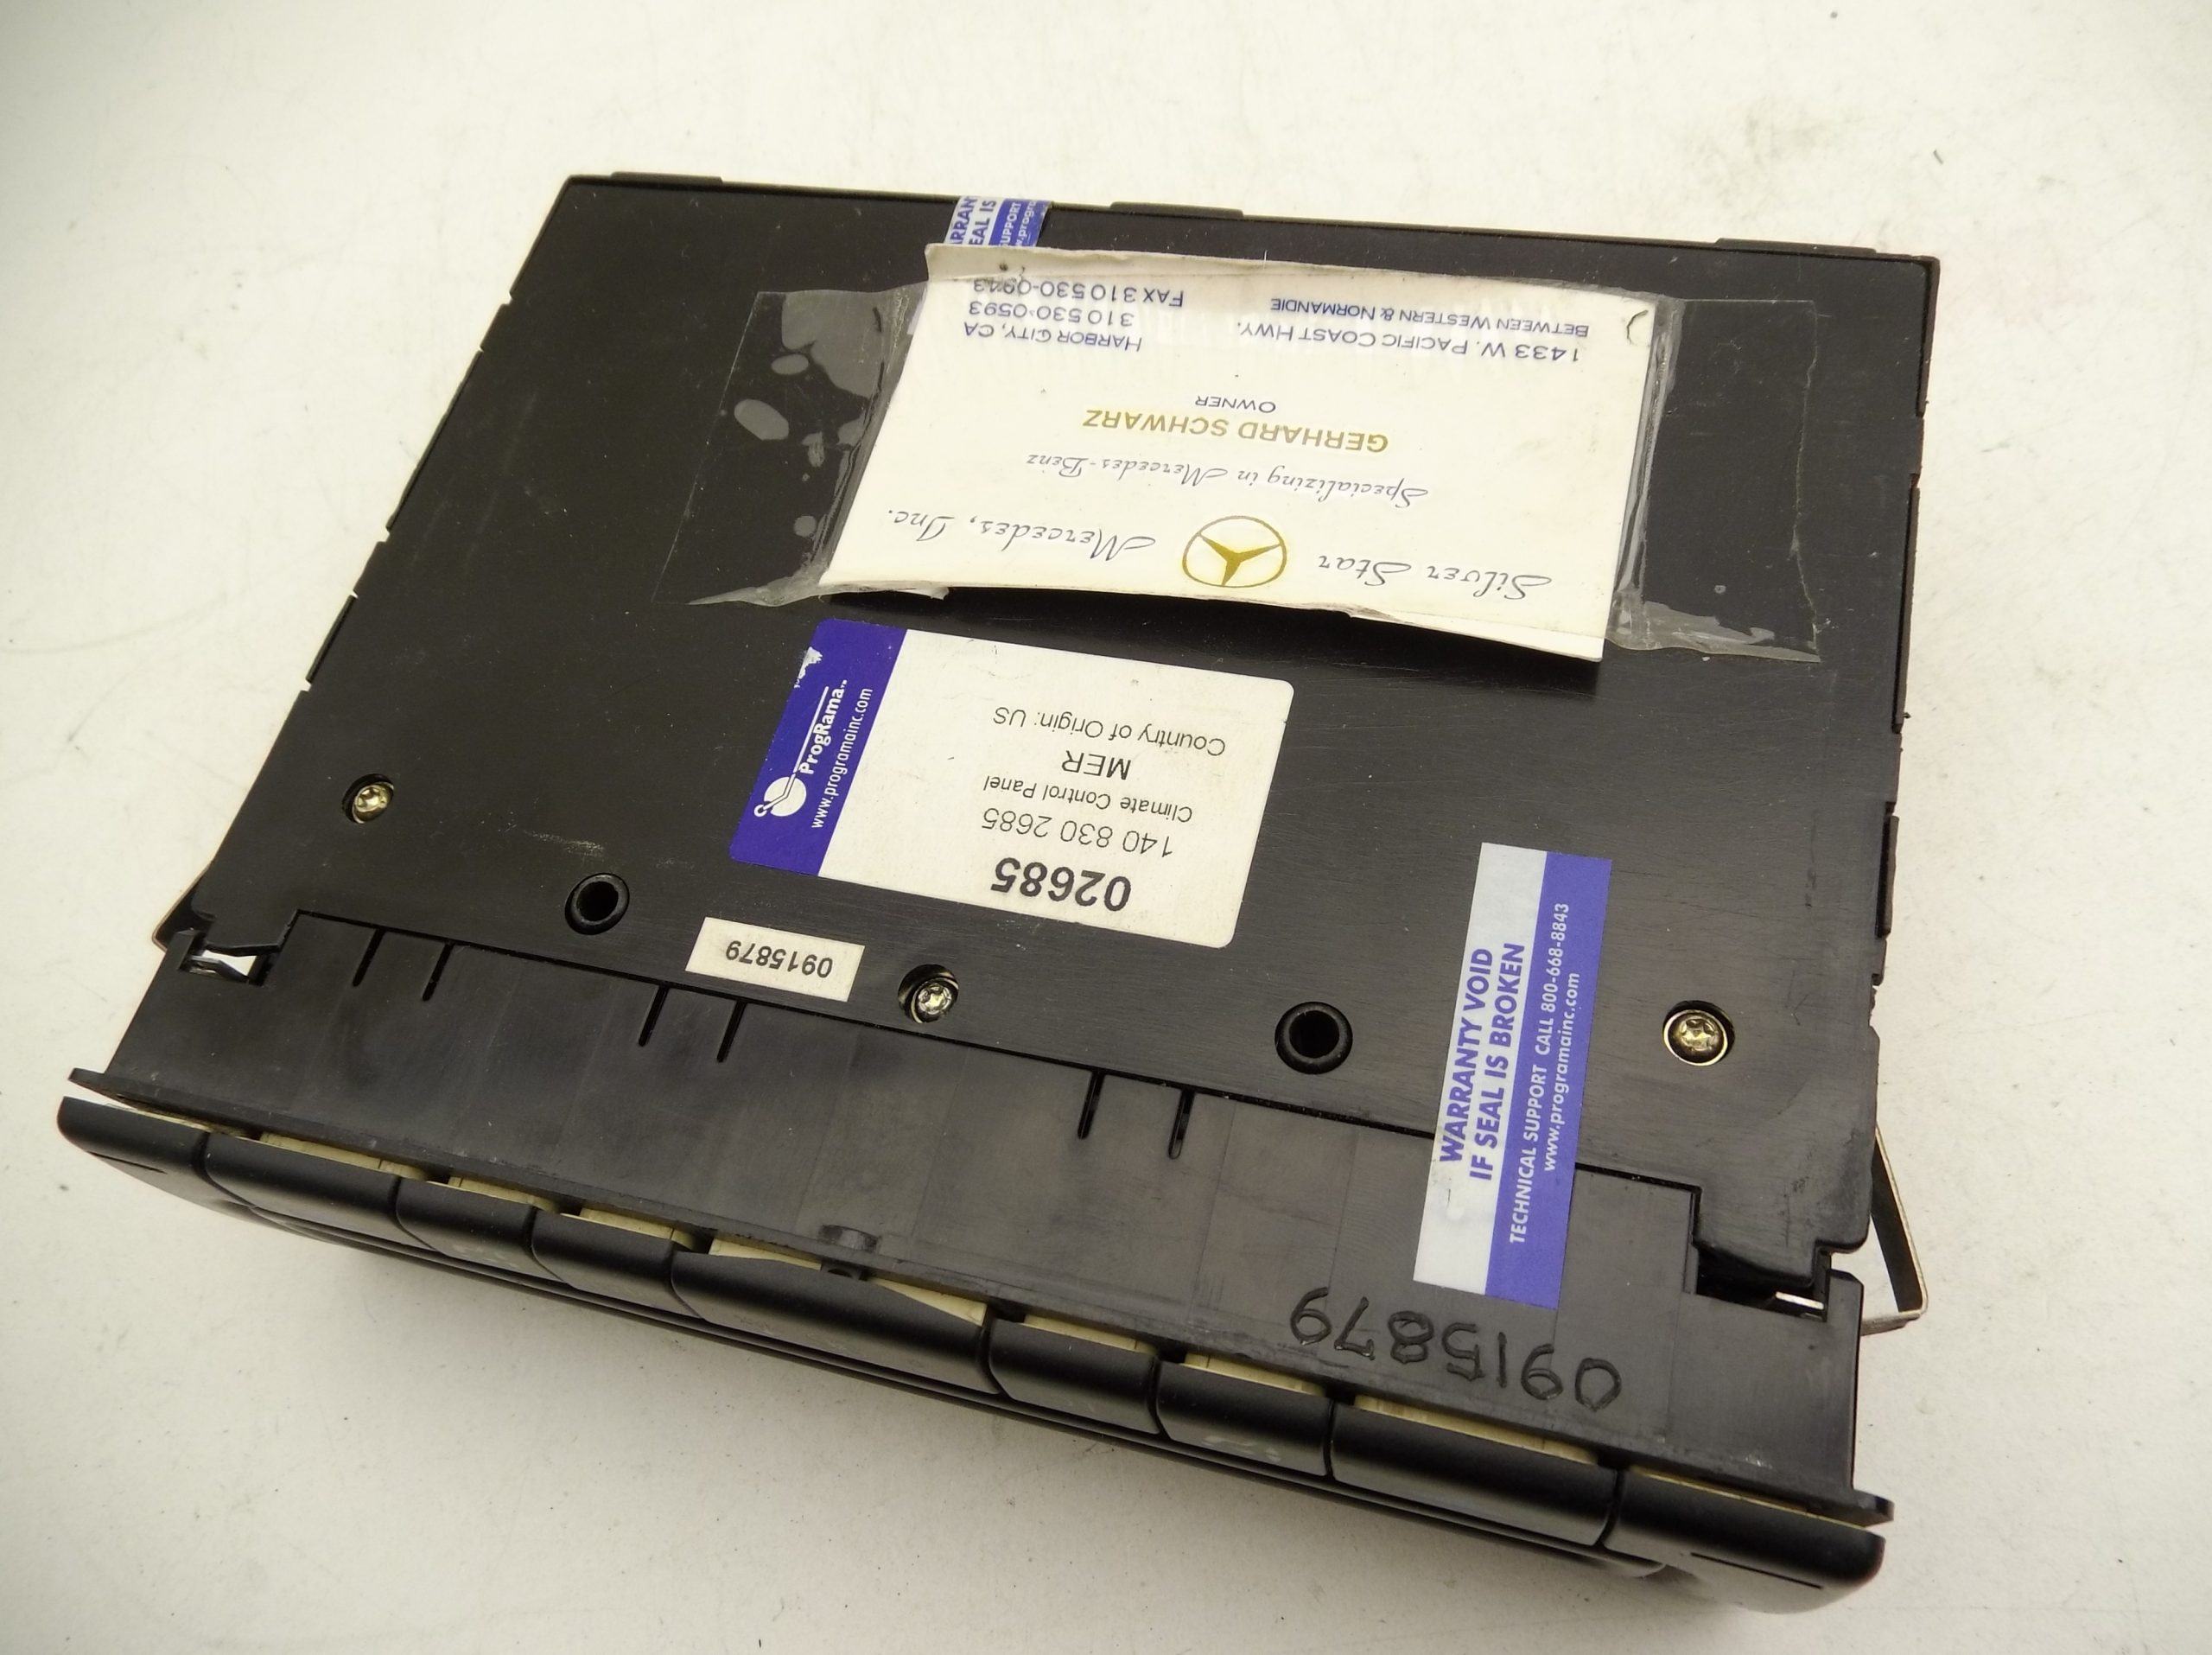 Silver Star Mercedes, Inc.
Specializing in Mercedes-Benz
GERHARD SCHWARZ
OWNER
1433 W. PACIFIC COAST HWY.
BETWEEN WESTERN & NORMANDIE
HARBOR CITY, CA
310 530-0593
FAX 310 530-0943
SUPPORT
02685
140 830 2685
Climate Control Panel
MER
Country of Origin: US
ProgRama™
www.programainc.com
0915879
WARRANTY VOID
IF SEAL IS BROKEN
TECHNICAL SUPPORT CALL 800-668-8843
www.programainc.com
0915879